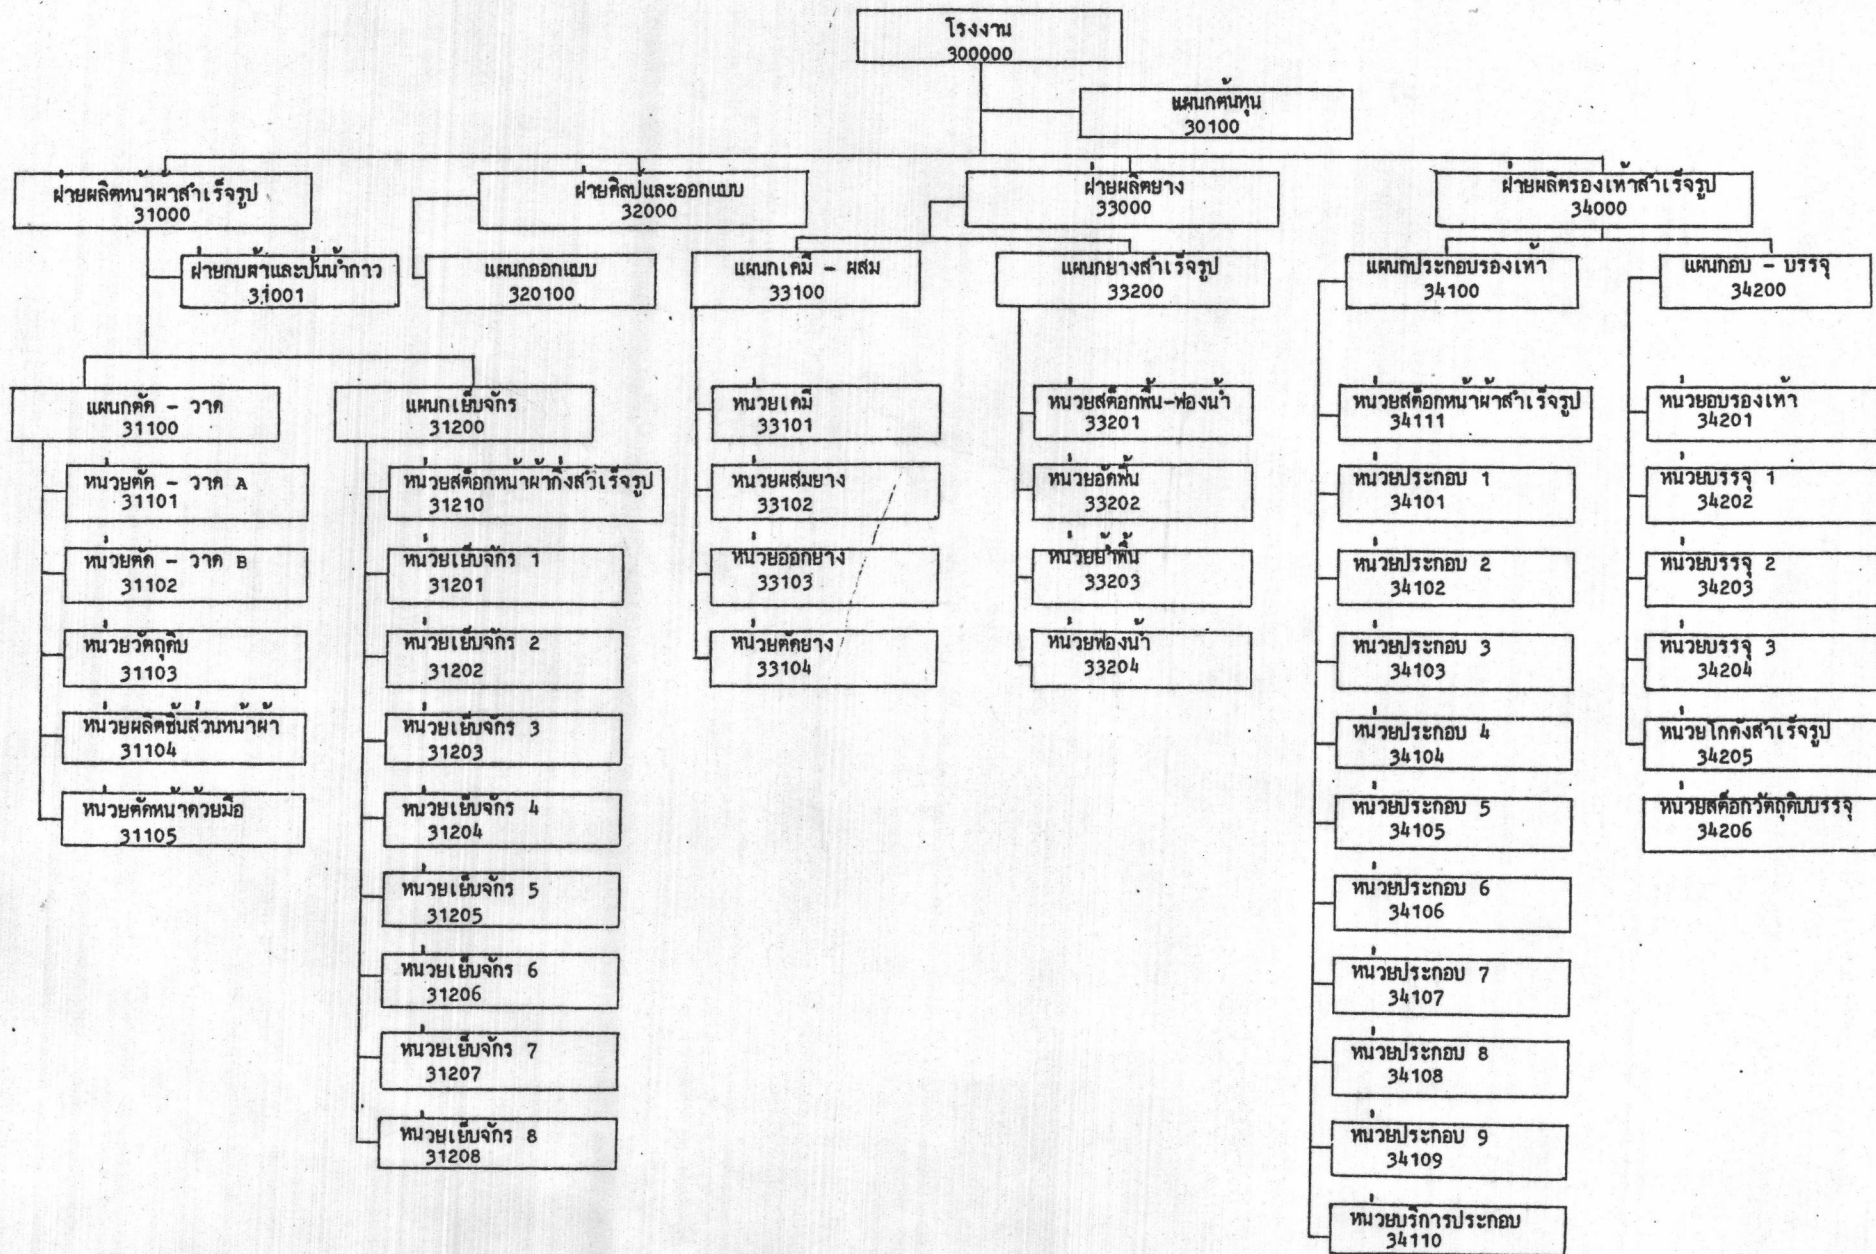 โรงงาน
300000
แผนกต้นทุน
30100
ฝ่ายผลิตหน้าผ้าสำเร็จรูป
31000
ฝ่ายศิลป์และออกแบบ
32000
ฝ่ายผลิตยาง
33000
ฝ่ายผลิตรองเท้าสำเร็จรูป
34000
31001
แผนกออกแบบ
320100
แผนกเคมี - ผสม
33100
แผนกยางสำเร็จรูป
33200
แผนกประกอบรองเท้า
34100
แผนกอบ - บรรจุ
34200
แผนกตัด - วาด
31100
หน่วยตัด - วาด A
31101
หน่วยตัด - วาด B
31102
หน่วยวัตถุดิบ
31103
หน่วยผลิตชิ้นส่วนหน้าผ้า
31104
หน่วยตัดหน้าด้วยมือ
31105
แผนกเย็บจักร
31200
หน่วยสต๊อกหน้าผ้ากึ่งสำเร็จรูป
31210
หน่วยเย็บจักร 1
31201
หน่วยเย็บจักร 2
31202
หน่วยเย็บจักร 3
31203
หน่วยเย็บจักร 4
31204
หน่วยเย็บจักร 5
31205
หน่วยเย็บจักร 6
31206
หน่วยเย็บจักร 7
31207
หน่วยเย็บจักร 8
31208
หน่วยเคมี
33101
หน่วยผสมยาง
33102
หน่วยออกยาง
33103
หน่วยตัดยาง
33104
หน่วยสต๊อกพื้น-ฟองน้ำ
33201
หน่วยอัดพื้น
33202
หน่วยย้ำพื้น
33203
หน่วยฟองน้ำ
33204
หน่วยสต๊อกหน้าผ้าสำเร็จรูป
34111
หน่วยประกอบ 1
34101
หน่วยประกอบ 2
34102
หน่วยประกอบ 3
34103
หน่วยประกอบ 4
34104
หน่วยประกอบ 5
34105
หน่วยประกอบ 6
34106
หน่วยประกอบ 7
34107
หน่วยประกอบ 8
34108
หน่วยประกอบ 9
34109
หน่วยบริการประกอบ
34110
หน่วยอบรองเท้า
34201
หน่วยบรรจุ 1
34202
หน่วยบรรจุ 2
34203
หน่วยบรรจุ 3
34204
หน่วยโกดังสำเร็จรูป
34205
หน่วยสต็อกวัตถุดิบบรรจุ
34206